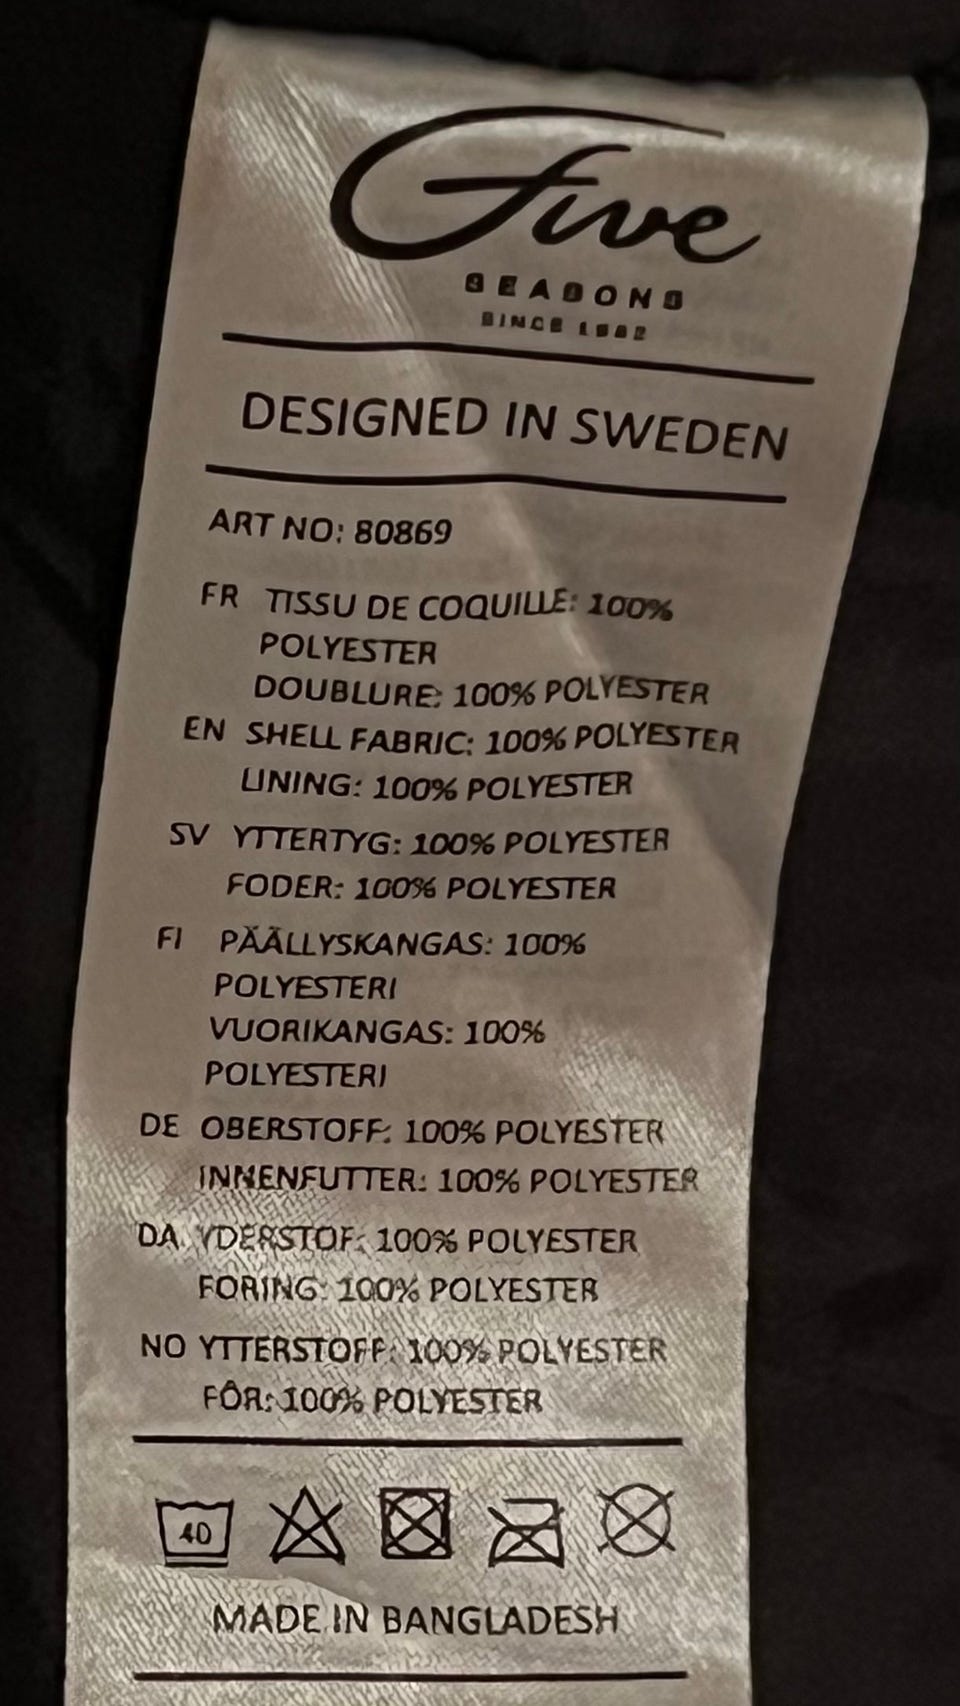 Five
SEASONS
SINCE 1982
DESIGNED IN SWEDEN
ART NO: 80869
FR TISSU DE COQUILLE: 100%
POLYESTER
DOUBLURE: 100% POLYESTER
EN SHELL FABRIC: 100% POLYESTER
LINING: 100% POLYESTER
SV YTTERTYG: 100% POLYESTER
FODER: 100% POLYESTER
FI PÄÄLLYSKANGAS: 100%
POLYESTERI
VUORIKANGAS: 100%
POLYESTERI
DE OBERSTOFF: 100% POLYESTER
INNENFUTTER: 100% POLYESTER
DA YDERSTOF: 100% POLYESTER
FORING: 100% POLYESTER
NO YTTERSTOFF: 100% POLYESTER
FÔR: 100% POLYESTER
40
MADE IN BANGLADESH